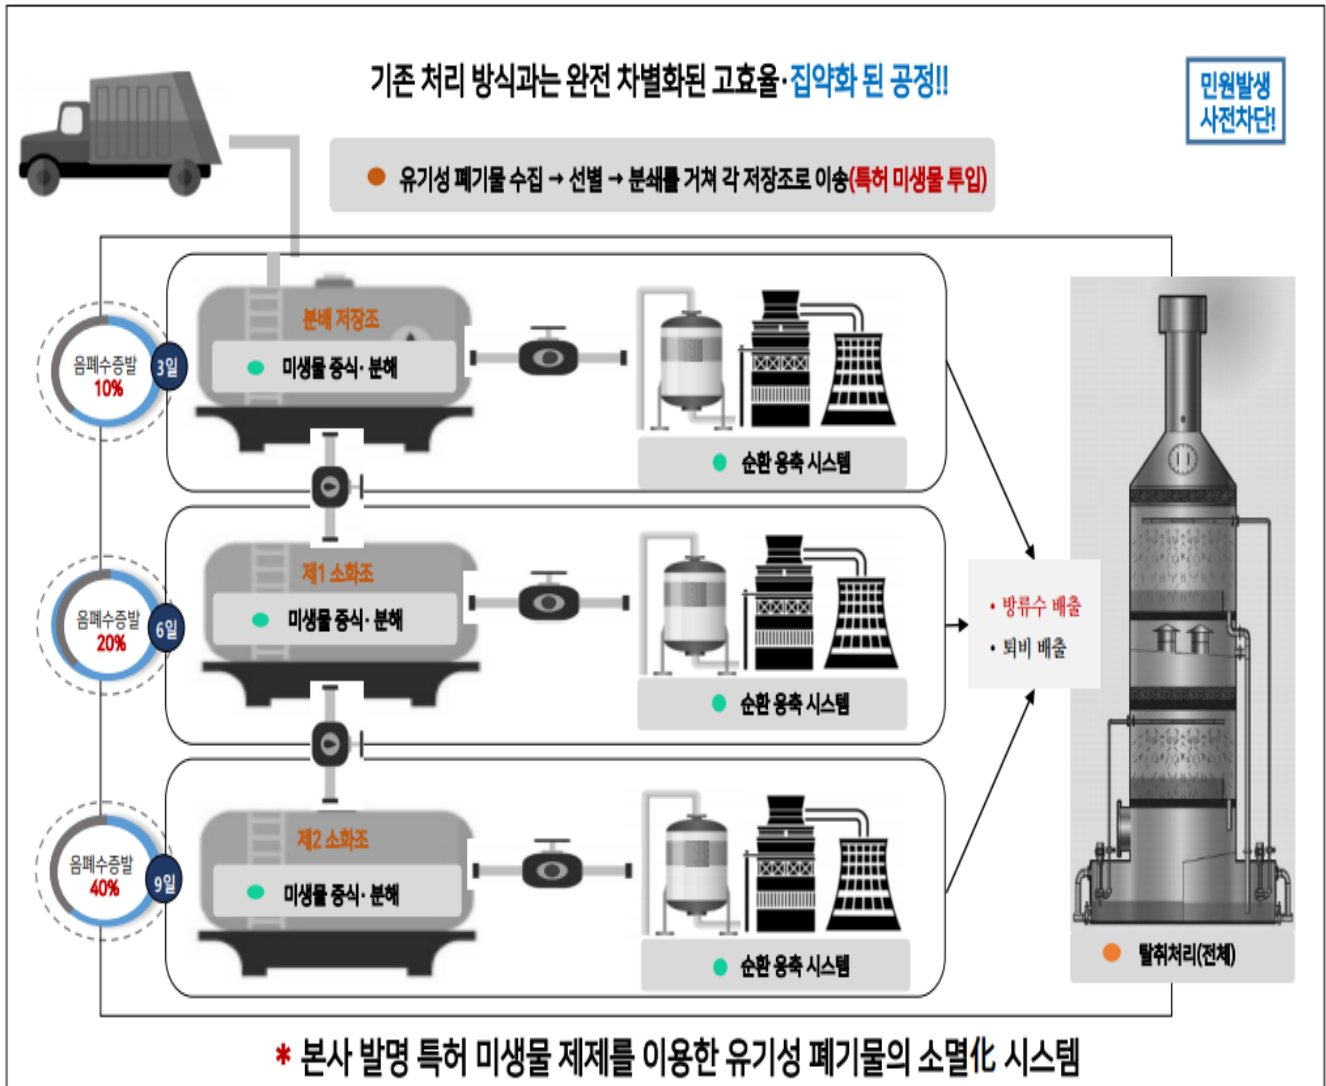 기존 처리 방식과는 완전 차별화된 고효율·집약화 된 공정!!
민원발생
사전차단!
유기성 폐기물 수집 → 선별 → 분쇄를 거쳐 각 저장조로 이송(특허 미생물 투입)
음폐수증발
10%
3일
분배 저장조
미생물 증식· 분해
순환 응축 시스템
음폐수증발
20%
6일
제1 소화조
미생물 증식· 분해
순환 응축 시스템
• 방류수 배출
• 퇴비 배출
음폐수증발
40%
9일
제2 소화조
미생물 증식· 분해
순환 응축 시스템
탈취처리(전체)
* 본사 발명 특허 미생물 제제를 이용한 유기성 폐기물의 소멸化 시스템